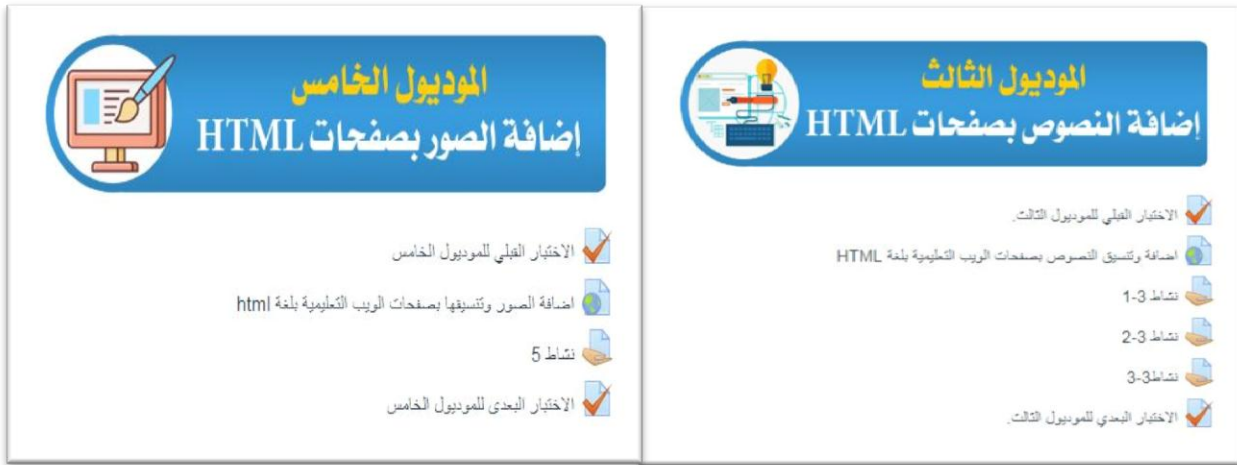 الموديول الثالث
إضافة النصوص بصفحات HTML
الاختبار القبلي للموديول الثالث.
اضافة وتنسيق النصوص بصفحات الويب التعليمية بلغة HTML
نشاط 3-1
نشاط 3-2
نشاط3-3
الاختبار البعدي للموديول الثالث.
الموديول الخامس
إضافة الصور بصفحات HTML
الاختبار القبلي للموديول الخامس
اضافة الصور وتنسيقها بصفحات الويب التعليمية بلغة html
نشاط 5
الاختبار البعدى للموديول الخامس